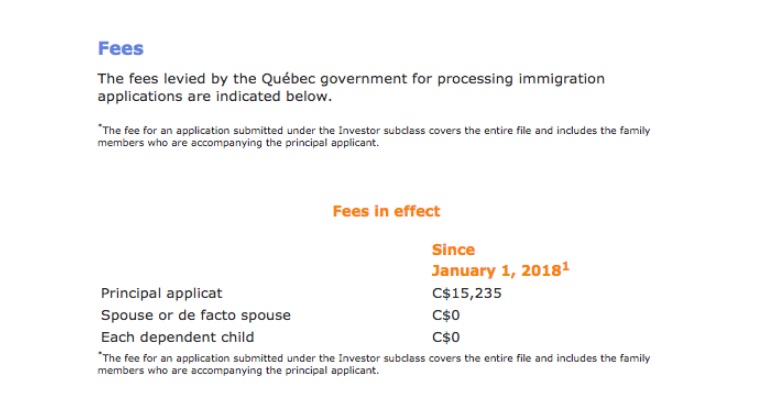 Fees
The fees levied by the Québec government for processing immigration
applications are indicated below.
*The fee for an application submitted under the Investor subclass covers the entire file and includes the family
members who are accompanying the principal applicant.
Fees in effect
Since
January 1, 2018¹
Principal applicat C$15,235
Spouse or de facto spouse C$0
Each dependent child C$0
*The fee for an application submitted under the Investor subclass covers the entire file and includes the family
members who are accompanying the principal applicant.